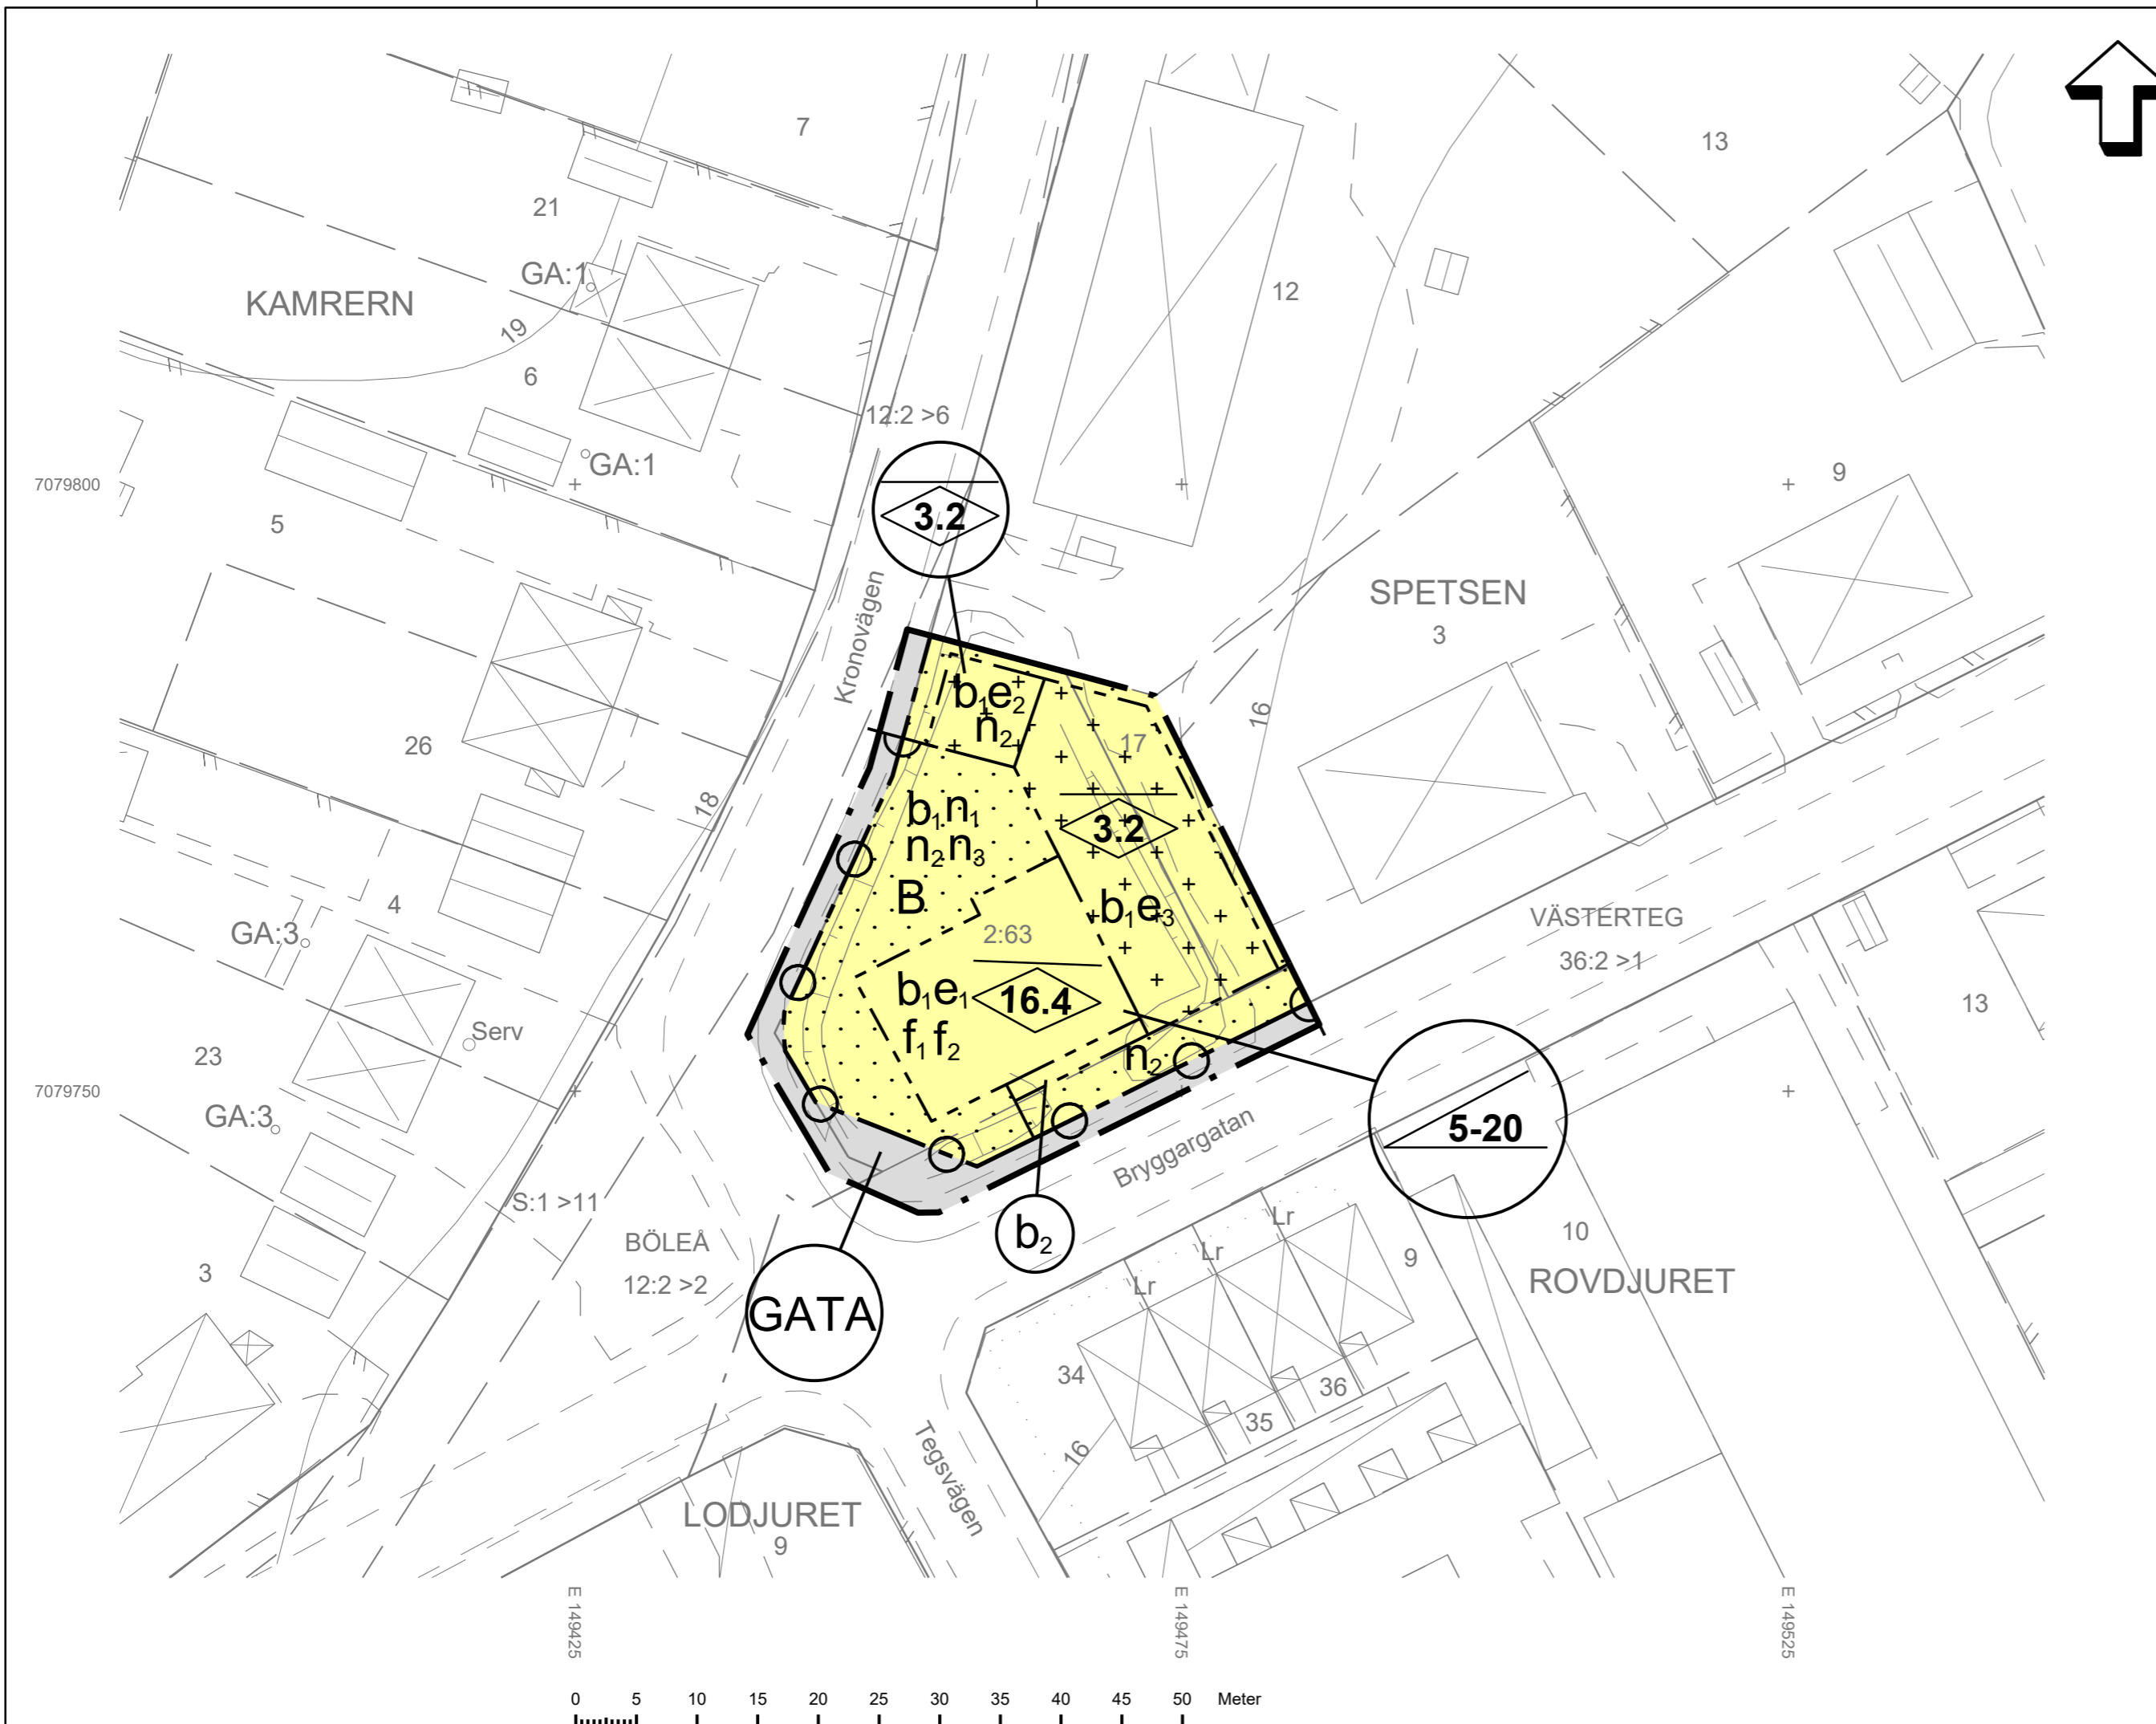 7
13
21
GA:1
KAMRERN
12
19
6
12:2 >6
GA:1
9
7079800
3.2
5
SPETSEN
3
Kronovägen
b₁e₂
n₂
16
17
26
18
b₁n₁
n₂n₃
3.2
B
b₁e₃
4
GA:3
2:63
VÄSTERTEG
36:2 >1
b₁e₁
16.4
f₁f₂
13
Serv
23
n₂
7079750
GA:3
5-20
Bryggargatan
S:1 >11
BÖLEÅ
12:2 >2
b₂
Lr
Lr
Lr
9
10
ROVDJURET
3
GATA
34
36
35
16
Tegsvägen
LODJURET
9
E 149425
E 149475
E 149525
0 5 10 15 20 25 30 35 40 45 50 Meter